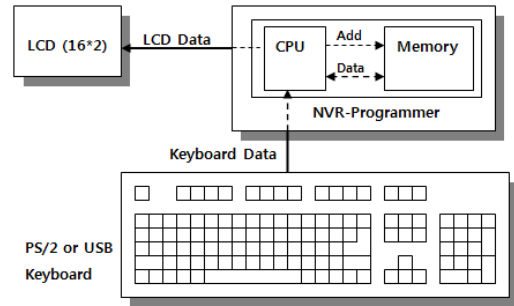 LCD (16*2)
LCD Data
CPU
Add
Data
Memory
NVR-Programmer
Keyboard Data
PS/2 or USB
Keyboard